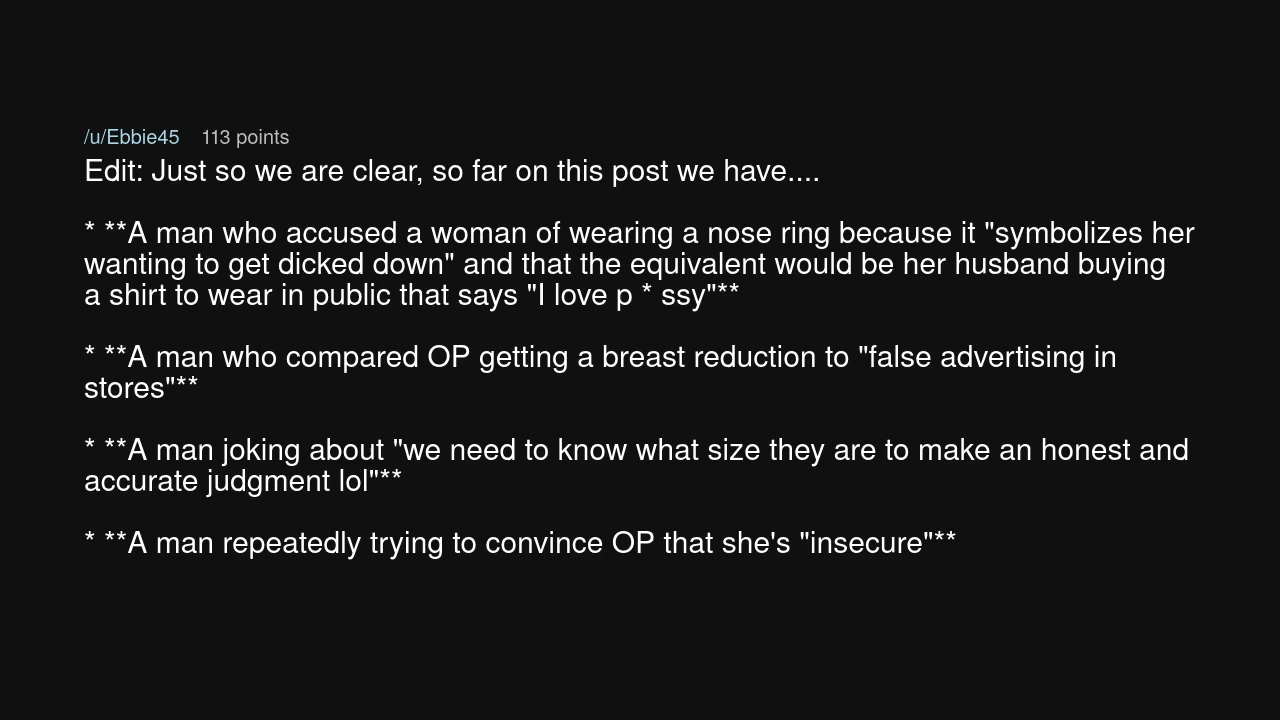 /u/Ebbie45 113 points
Edit: Just so we are clear, so far on this post we have....
* **A man who accused a woman of wearing a nose ring because it "symbolizes her
wanting to get dicked down" and that the equivalent would be her husband buying
a shirt to wear in public that says "I love p * ssy"**
* **A man who compared OP getting a breast reduction to "false advertising in
stores"**
* **A man joking about "we need to know what size they are to make an honest and
accurate judgment lol"**
* **A man repeatedly trying to convince OP that she's "insecure"**